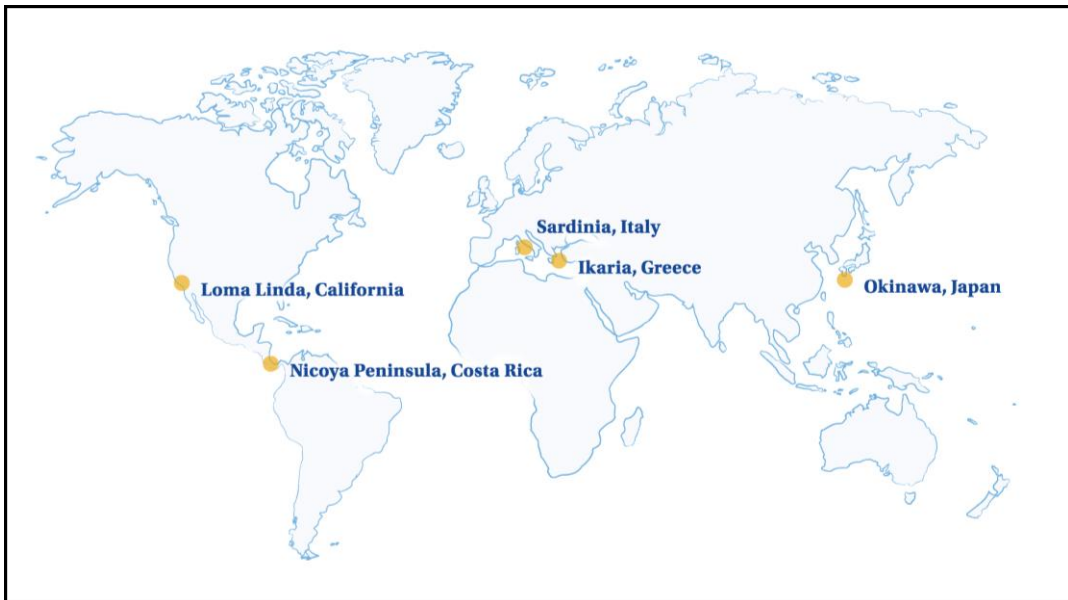 Sardinia, Italy
Ikaria, Greece
Okinawa, Japan
Loma Linda, California
Nicoya Peninsula, Costa Rica